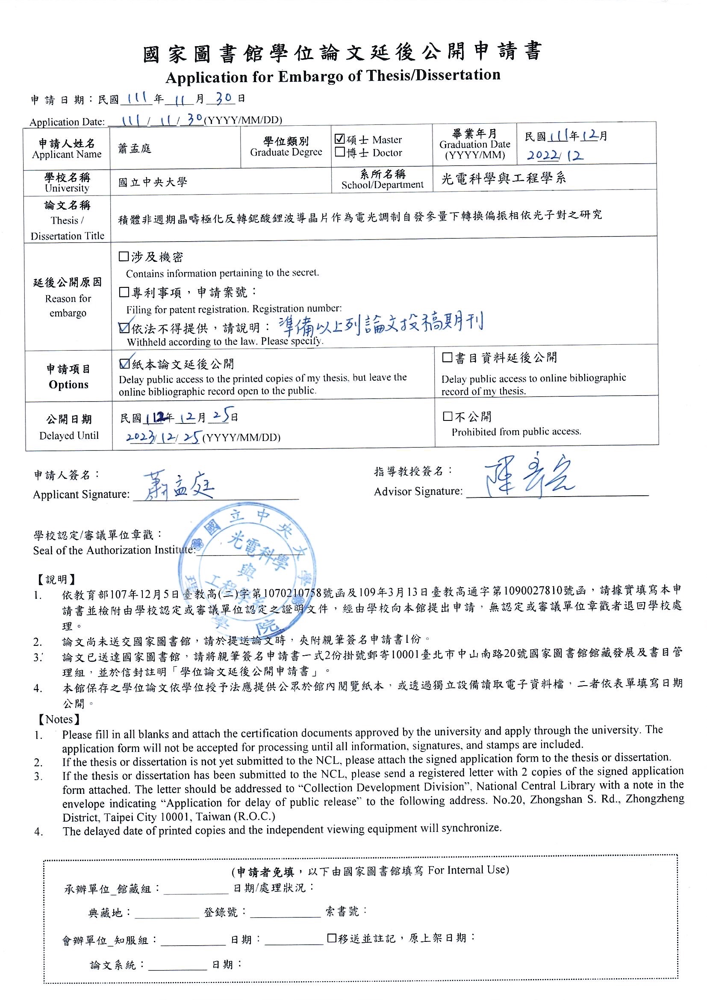 國家圖書館學位論文延後公開申請書
Application for Embargo of Thesis/Dissertation
申請日期：民國 111 年 11 月 30 日
Application Date: 111 / 11 / 30 (YYYY/MM/DD)
申請人姓名 蕭孟庭 學位類別 ☑碩士 Master 畢業年月 民國 111 年 12 月
Applicant Name Graduate Degree □博士 Doctor Graduation Date (YYYY/MM) 2022/ 12
學校名稱 國立中央大學 系所名稱 光電科學與工程學系
University School/Department
論文名稱
Thesis /
Dissertation Title
積體非週期晶疇極化反轉鈮酸鋰波導晶片作為電光調制自發參量下轉換偏振相依光子對之研究
延後公開原因
Reason for
embargo
□涉及機密
Contains information pertaining to the secret.
□專利事項，申請案號：
Filing for patent registration. Registration number:
☑依法不得提供，請說明：準備以上列論文投稿期刊
Withheld according to the law. Please specify.
申請項目
Options
☑紙本論文延後公開
Delay public access to the printed copies of my thesis, but leave the
online bibliographic record open to the public.
□書目資料延後公開
Delay public access to online bibliographic
record of my thesis.
公開日期
Delayed Until
民國 112 年 12 月 25 日
2023/ 12/ 25 (YYYY/MM/DD)
□不公開
Prohibited from public access.
申請人簽名：
Applicant Signature: 蕭孟庭
指導教授簽名：
Advisor Signature: 陳
學校認定/審議單位章戳：
Seal of the Authorization Institute:
國立中央大學理學院
光電科學
與
工程學系
【說明】
1. 依教育部107年12月5日臺教高(二)字第1070210758號函及109年3月13日臺教高通字第1090027810號函，請據實填寫本申
請書並檢附由學校認定或審議單位認定之證明文件，經由學校向本館提出申請，無認定或審議單位章戳者退回學校處
理。
2. 論文尚未送交國家圖書館，請於提送論文時，夾附親筆簽名申請書1份。
3. 論文已送達國家圖書館，請將親筆簽名申請書一式2份掛號郵寄10001臺北市中山南路20號國家圖書館館藏發展及書目管
理組，並於信封註明「學位論文延後公開申請書」。
4. 本館保存之學位論文依學位授予法應提供公眾於館內閱覽紙本，或透過獨立設備讀取電子資料檔，二者依表單填寫日期
公開。
【Notes】
1. Please fill in all blanks and attach the certification documents approved by the university and apply through the university. The
application form will not be accepted for processing until all information, signatures, and stamps are included.
2. If the thesis or dissertation is not yet submitted to the NCL, please attach the signed application form to the thesis or dissertation.
3. If the thesis or dissertation has been submitted to the NCL, please send a registered letter with 2 copies of the signed application
form attached. The letter should be addressed to “Collection Development Division”, National Central Library with a note in the
envelope indicating “Application for delay of public release” to the following address. No.20, Zhongshan S. Rd., Zhongzheng
District, Taipei City 10001, Taiwan (R.O.C.)
4. The delayed date of printed copies and the independent viewing equipment will synchronize.
(申請者免填，以下由國家圖書館填寫 For Internal Use)
承辦單位_館藏組： 日期/處理狀況：
典藏地： 登錄號： 索書號：
會辦單位_知服組： 日期： □移送並註記，原上架日期：
論文系統： 日期：